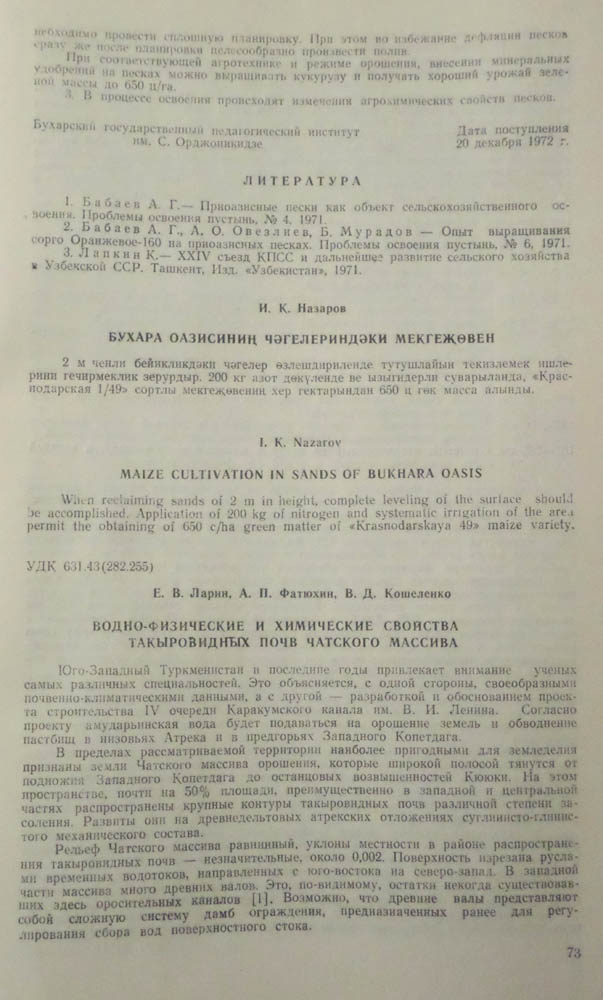 необходимо провести сплошную планировку. При этом во избежание дефляции песков
сразу же после планировки целесообразно произвести полив.
При соответствующей агротехнике и режиме орошения, внесении минеральных
удобрений на песках можно выращивать кукурузу и получать хороший урожай зеле-
ной массы до 650 ц/га.
3. В процессе освоения происходят изменения агрохимических свойств песков.
Бухарский государственный педагогический институт
им. С. Орджоникидзе
Дата поступления
20 декабря 1972 г.
ЛИТЕРАТУРА
1. Бабаев А. Г.— Приоазисные пески как объект сельскохозяйственного ос-
воения. Проблемы освоения пустынь, № 4, 1971.
2. Бабаев А. Г., А. О. Овезлиев, Б. Мурадов — Опыт выращивания
сорго Оранжевое-160 на приоазисных песках. Проблемы освоения пустынь, № 6, 1971.
3. Лапкин К.— XXIV съезд КПСС и дальнейшее развитие сельского хозяйства
в Узбекской ССР. Ташкент, Изд. «Узбекистан», 1971.
И. К. Назаров
БУХАРА ОАЗИСИНИҢ ЧӘГЕЛЕРИНДӘКИ МЕКГЕҖӨВЕН
2 м ченли бейикликдәки чәгелер өзлешдириленде тутушлайын текизлемек ишле-
рини гечирмеклик зерурдыр. 200 кг азот дөкүленде ве ызыгидерли суварыланда, «Крас-
нодарская 1/49» сортлы мекгеҗөвениң хер гектарындан 650 ц гөк масса алынды.
I. K. Nazarov
MAIZE CULTIVATION IN SANDS OF BUKHARA OASIS
When reclaiming sands of 2 m in height, complete leveling of the surface should
be accomplished. Application of 200 kg of nitrogen and systematic irrigation of the area
permit the obtaining of 650 c/ha green matter of «Krasnodarskaya 49» maize variety.
УДК 631.43(282.255)
Е. В. Ларин, А. П. Фатюхин, В. Д. Кошеленко
ВОДНО-ФИЗИЧЕСКИЕ И ХИМИЧЕСКИЕ СВОЙСТВА
ТАКЫРОВИДНЫХ ПОЧВ ЧАТСКОГО МАССИВА
Юго-Западный Туркменистан и последние годы привлекает внимание ученых
самых различных специальностей. Это объясняется, с одной стороны, своеобразными
почвенно-климатическими данными, а с другой — разработкой и обоснованием проек-
та строительства IV очереди Каракумского канала им. В. И. Ленина. Согласно
проекту амударьинская вода будет подаваться на орошение земель и обводнение
пастбищ в низовьях Атрека и в предгорьях Западного Копетдага.
В пределах рассматриваемой территории наиболее пригодными для земледелия
признаны земли Чатского массива орошения, которые широкой полосой тянутся от
подножия Западного Копетдага до останцовых возвышенностей Кююки. На этом
пространстве, почти на 50% площади, преимущественно в западной и центральной
частях распространены крупные контуры такыровидных почв различной степени за-
соления. Развиты они на древнедельтовых атрекских отложениях суглинисто-глинис-
того механического состава.
Рельеф Чатского массива равнинный, уклоны местности в районе распростране-
ния такыровидных почв — незначительные, около 0,002. Поверхность изрезана русла-
ми временных водотоков, направленных с юго-востока на северо-запад. В западной
части массива много древних валов. Это, по-видимому, остатки некогда существовав-
ших здесь оросительных каналов [1]. Возможно, что древние валы представляют
собой сложную систему дамб ограждения, предназначенных ранее для регу-
лирования сбора вод поверхностного стока.
73